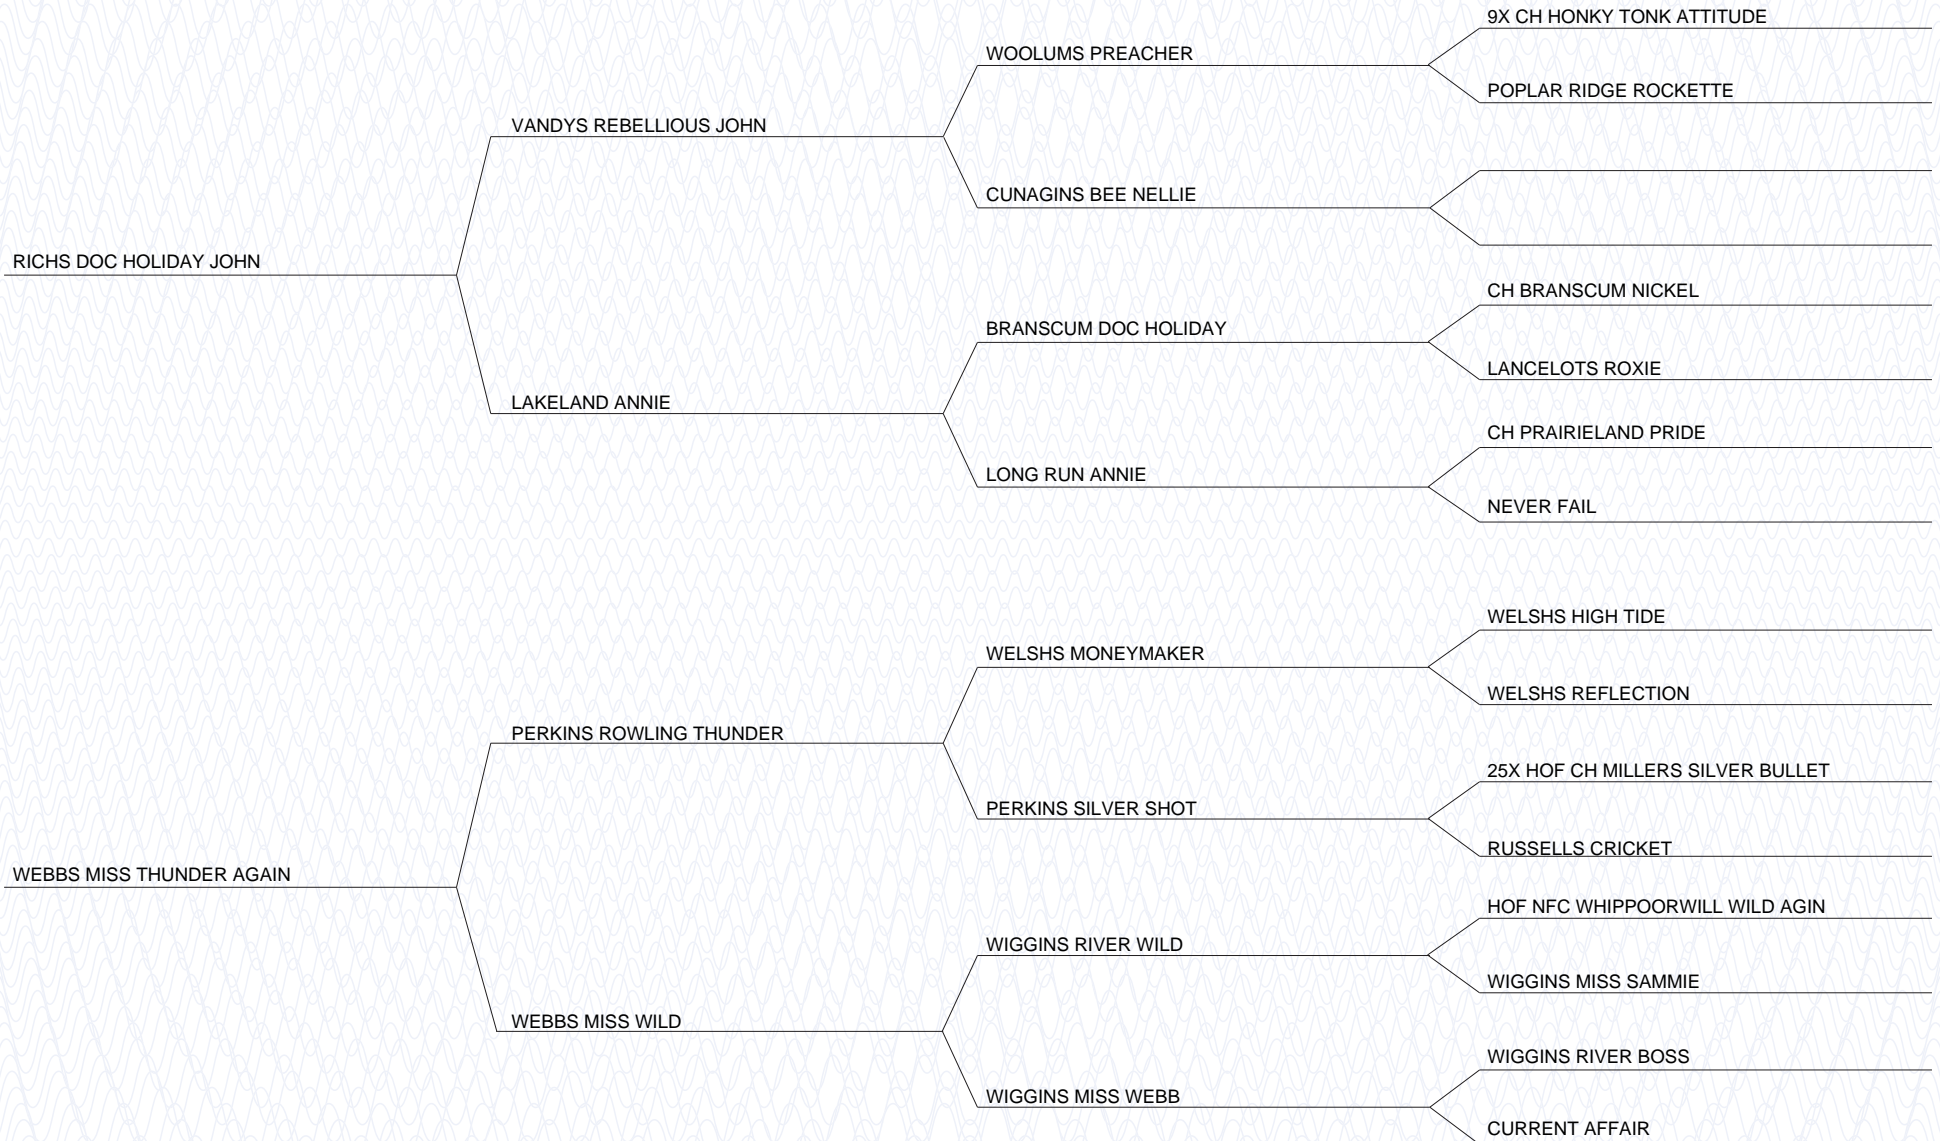 9X CH HONKY TONK ATTITUDE
WOOLUMS PREACHER
POPLAR RIDGE ROCKETTE
VANDYS REBELLIOUS JOHN
CUNAGINS BEE NELLIE
RICHS DOC HOLIDAY JOHN
CH BRANSCUM NICKEL
BRANSCUM DOC HOLIDAY
LANCELOTS ROXIE
LAKELAND ANNIE
CH PRAIRIELAND PRIDE
LONG RUN ANNIE
NEVER FAIL
WELSHS HIGH TIDE
WELSHS MONEYMAKER
WELSHS REFLECTION
PERKINS ROWLING THUNDER
25X HOF CH MILLERS SILVER BULLET
PERKINS SILVER SHOT
RUSSELLS CRICKET
WEBBS MISS THUNDER AGAIN
HOF NFC WHIPPOORWILL WILD AGIN
WIGGINS RIVER WILD
WIGGINS MISS SAMMIE
WEBBS MISS WILD
WIGGINS RIVER BOSS
WIGGINS MISS WEBB
CURRENT AFFAIR